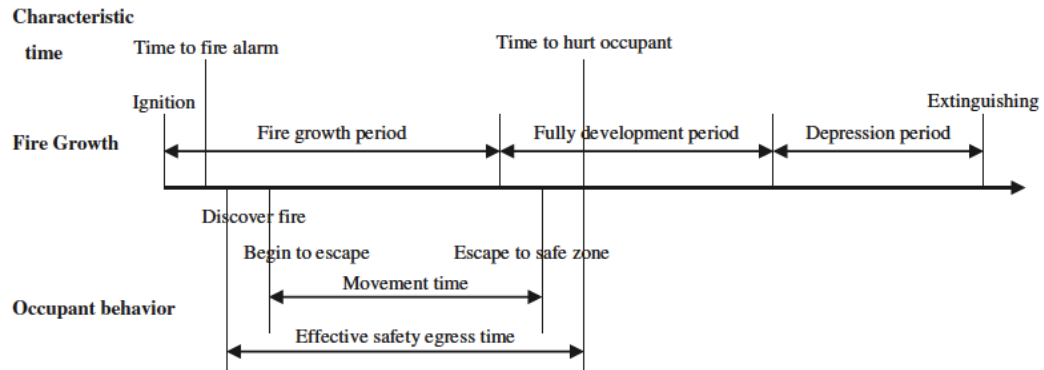 Characteristic
time
Time to fire alarm
Time to hurt occupant
Ignition
Extinguishing
Fire Growth
Fire growth period
Fully development period
Depression period
Discover fire
Begin to escape
Escape to safe zone
Movement time
Occupant behavior
Effective safety egress time